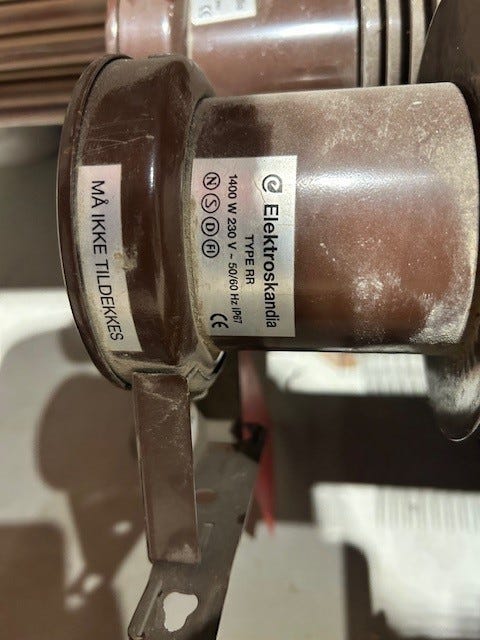 Elektroskandia
TYPE RR
1400 W 230 V ~ 50/60 Hz IP67
N S D FI CE
MÅ IKKE TILDEKKES